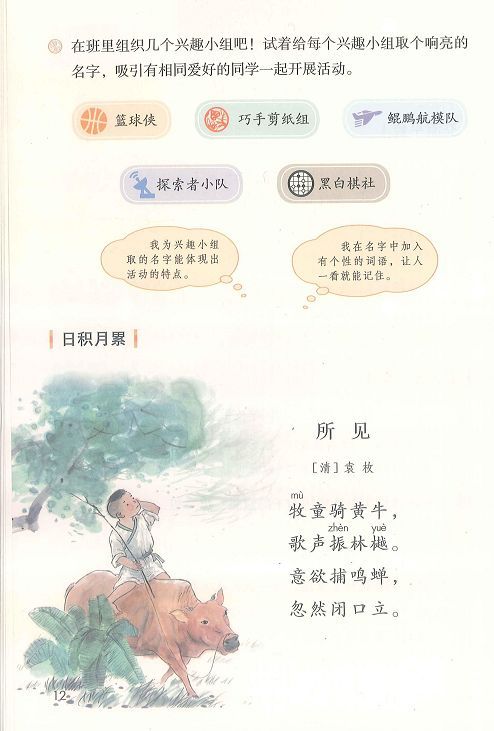 在班里组织几个兴趣小组吧！试着给每个兴趣小组取个响亮的
名字，吸引有相同爱好的同学一起开展活动。
篮球侠
巧手剪纸组
鲲鹏航模队
探索者小队
黑白棋社
我为兴趣小组
取的名字能体现出
活动的特点。
我在名字中加入
有个性的词语，让人
一看就能记住。
日积月累
所见
［清］袁枚
mù
牧童骑黄牛，
zhèn yuè
歌声振林樾。
意欲捕鸣蝉，
忽然闭口立。
12